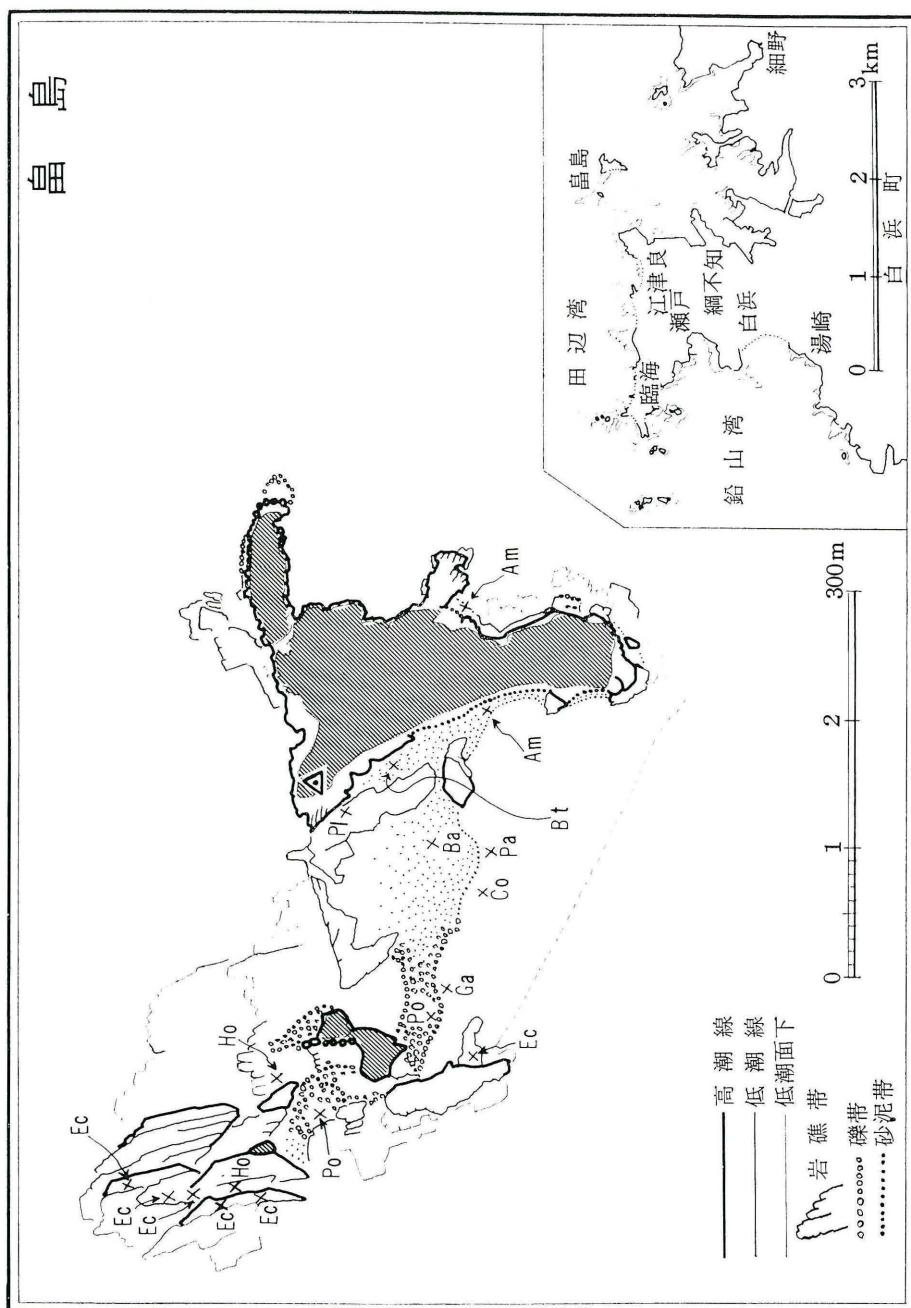 畠島
Ec
Ec
Ec
Ec
Ec
Ho
Ho
Po
Po
Ga
Ec
Co
Pa
Ba
Pl
Bt
Am
Am
高潮線
低潮線
低潮面下
岩礁帯
礫帯
砂泥帯
0 1 2 300m
田辺湾
畠島
臨海
江津良
瀬戸
綱不知
白浜
湯崎
鉛山湾
細野
0 1 2 3km
白浜町